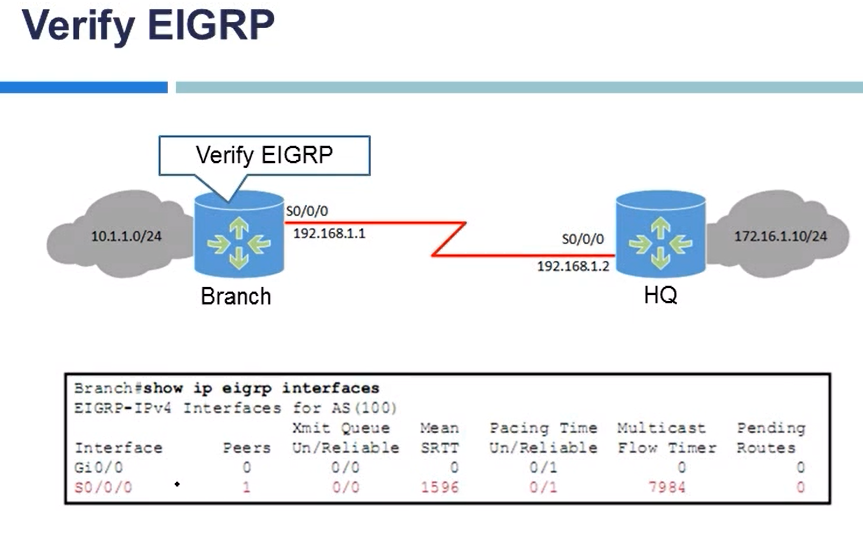 Verify EIGRP
Verify EIGRP
S0/0/0
10.1.1.0/24
192.168.1.1
S0/0/0
172.16.1.10/24
192.168.1.2
Branch
HQ
Branch#show ip eigrp interfaces
EIGRP-IPv4 Interfaces for AS(100)
Xmit Queue Mean Pacing Time Multicast Pending
Interface Peers Un/Reliable SRTT Un/Reliable Flow Timer Routes
Gi0/0 0 0/0 0 0/1 0 0
S0/0/0 1 0/0 1596 0/1 7984 0